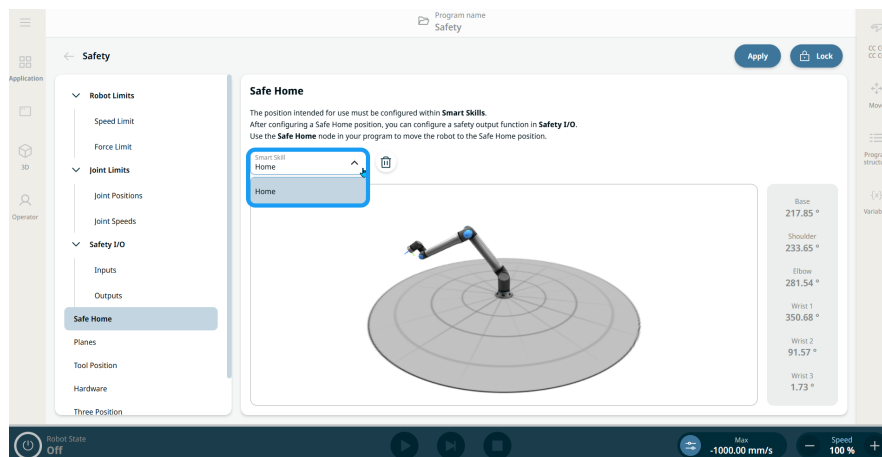 Program name
Safety
Safety
Apply
Lock
Application
3D
Operator
Robot Limits
Speed Limit
Force Limit
Joint Limits
Joint Positions
Joint Speeds
Safety I/O
Inputs
Outputs
Safe Home
Planes
Tool Position
Hardware
Three Position
Safe Home
The position intended for use must be configured within Smart Skills.
After configuring a Safe Home position, you can configure a safety output function in Safety I/O.
Use the Safe Home node in your program to move the robot to the Safe Home position.
Smart Skill
Home
Home
Base
217.85 °
Shoulder
233.65 °
Elbow
281.54 °
Wrist 1
350.68 °
Wrist 2
91.57 °
Wrist 3
1.73 °
Mov
Progra
structu
{x}
Variab
Robot State
Off
Max
-1000.00 mm/s
Speed
100 %